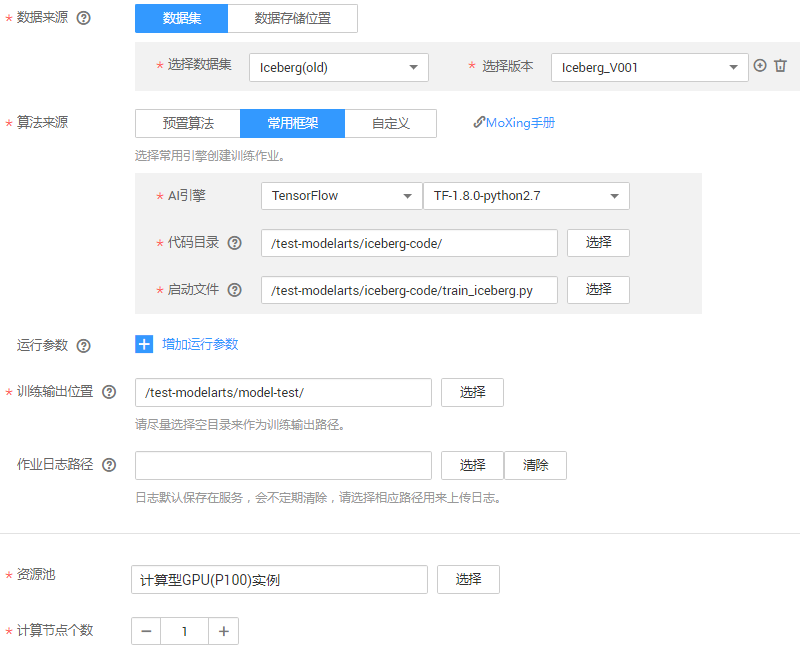 * 数据来源 ? 数据集 数据存储位置
* 选择数据集 Iceberg(old) * 选择版本 Iceberg_V001
* 算法来源 预置算法 常用框架 自定义 MoXing手册
选择常用引擎创建训练作业。
* AI引擎 TensorFlow TF-1.8.0-python2.7
* 代码目录 ? /test-modelarts/iceberg-code/ 选择
* 启动文件 ? /test-modelarts/iceberg-code/train_iceberg.py 选择
运行参数 ? + 增加运行参数
* 训练输出位置 ? /test-modelarts/model-test/ 选择
请尽量选择空目录来作为训练输出路径。
作业日志路径 ? 选择 清除
日志默认保存在服务，会不定期清除，请选择相应路径用来上传日志。
* 资源池 计算型GPU(P100)实例 选择
* 计算节点个数 − 1 +